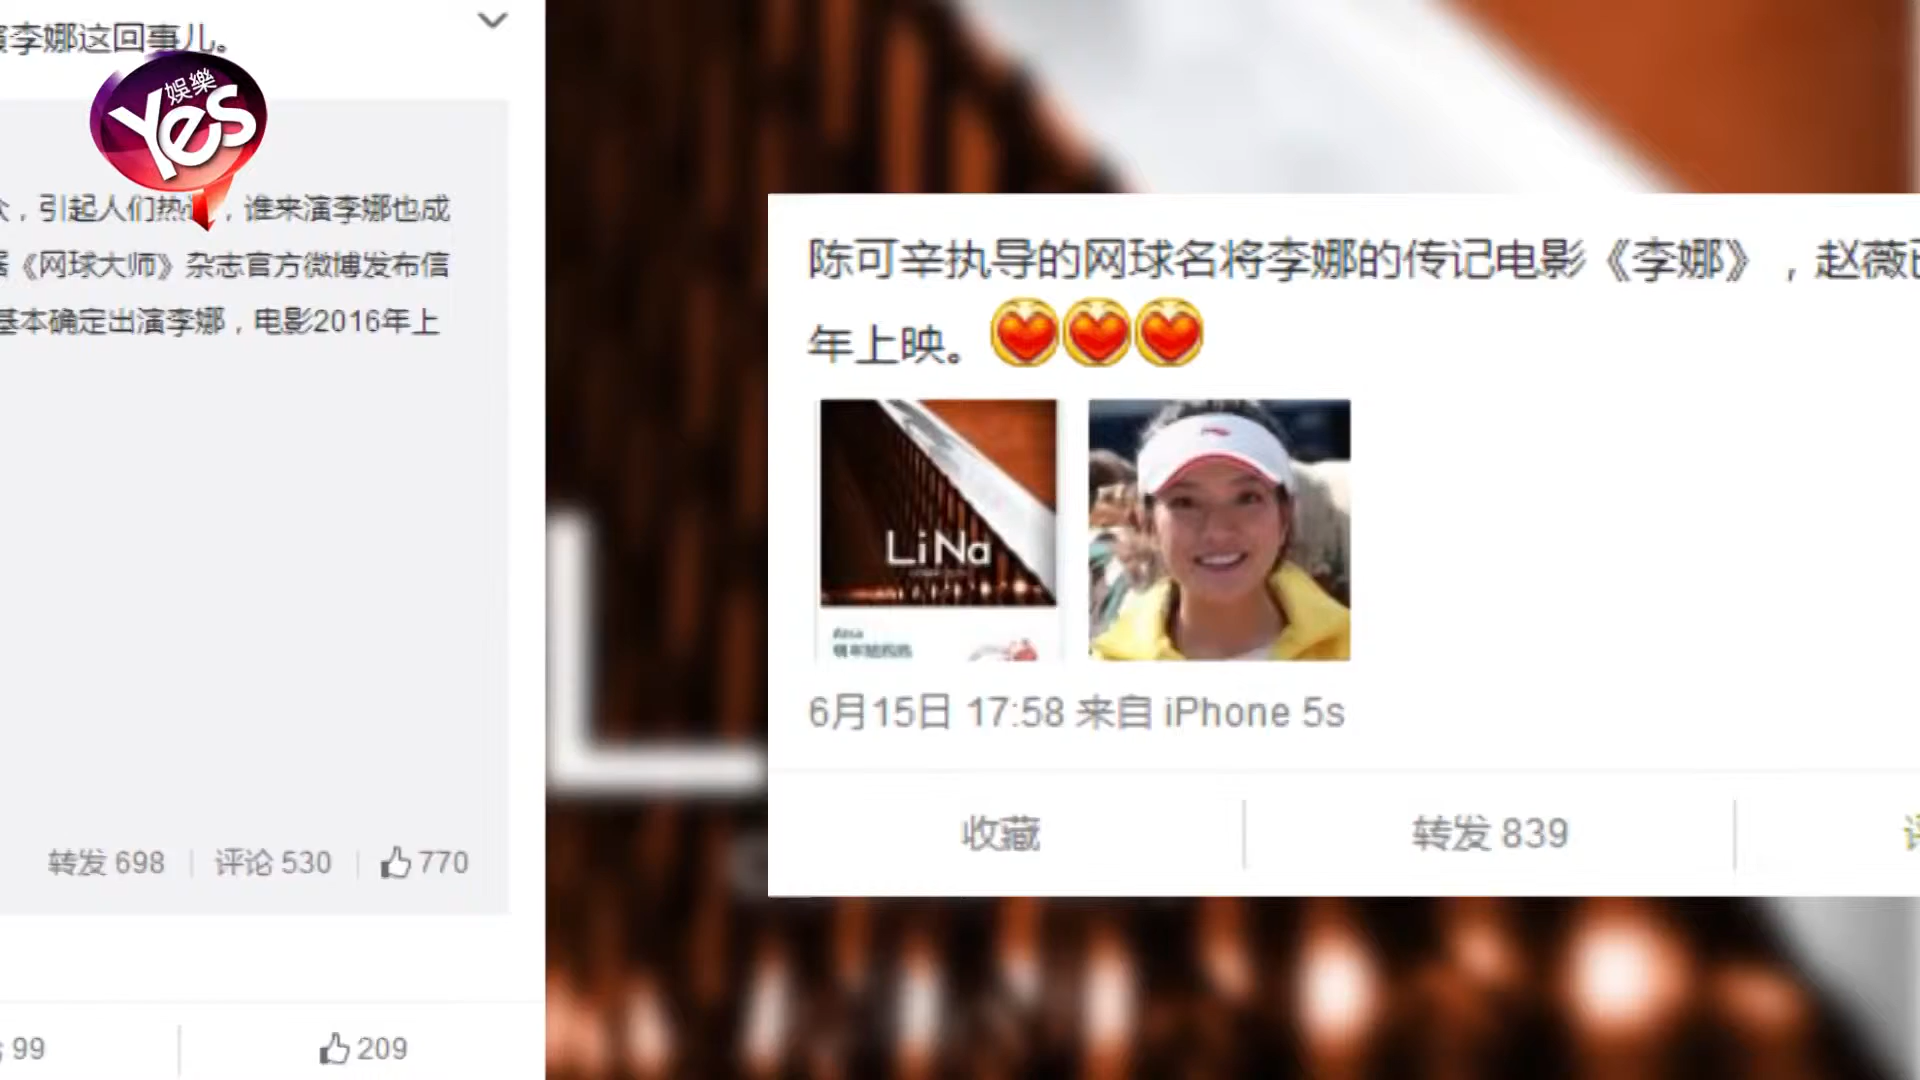 演李娜这回事儿。
娱樂
Yes
众，引起人们热议，谁来演李娜也成
《网球大师》杂志官方微博发布信
基本确定出演李娜，电影2016年上
转发 698
评论 530
770
99
209
陈可辛执导的网球名将李娜的传记电影《李娜》，赵薇已
年上映。
LiNa
6月15日 17:58 来自 iPhone 5s
收藏
转发 839